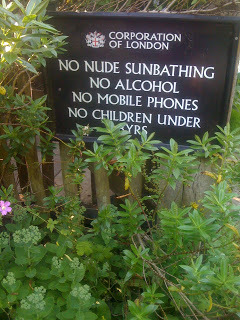 CORPORATION
OF LONDON
NO NUDE SUNBATHING
NO ALCOHOL
NO MOBILE PHONES
NO CHILDREN UNDER
YRS